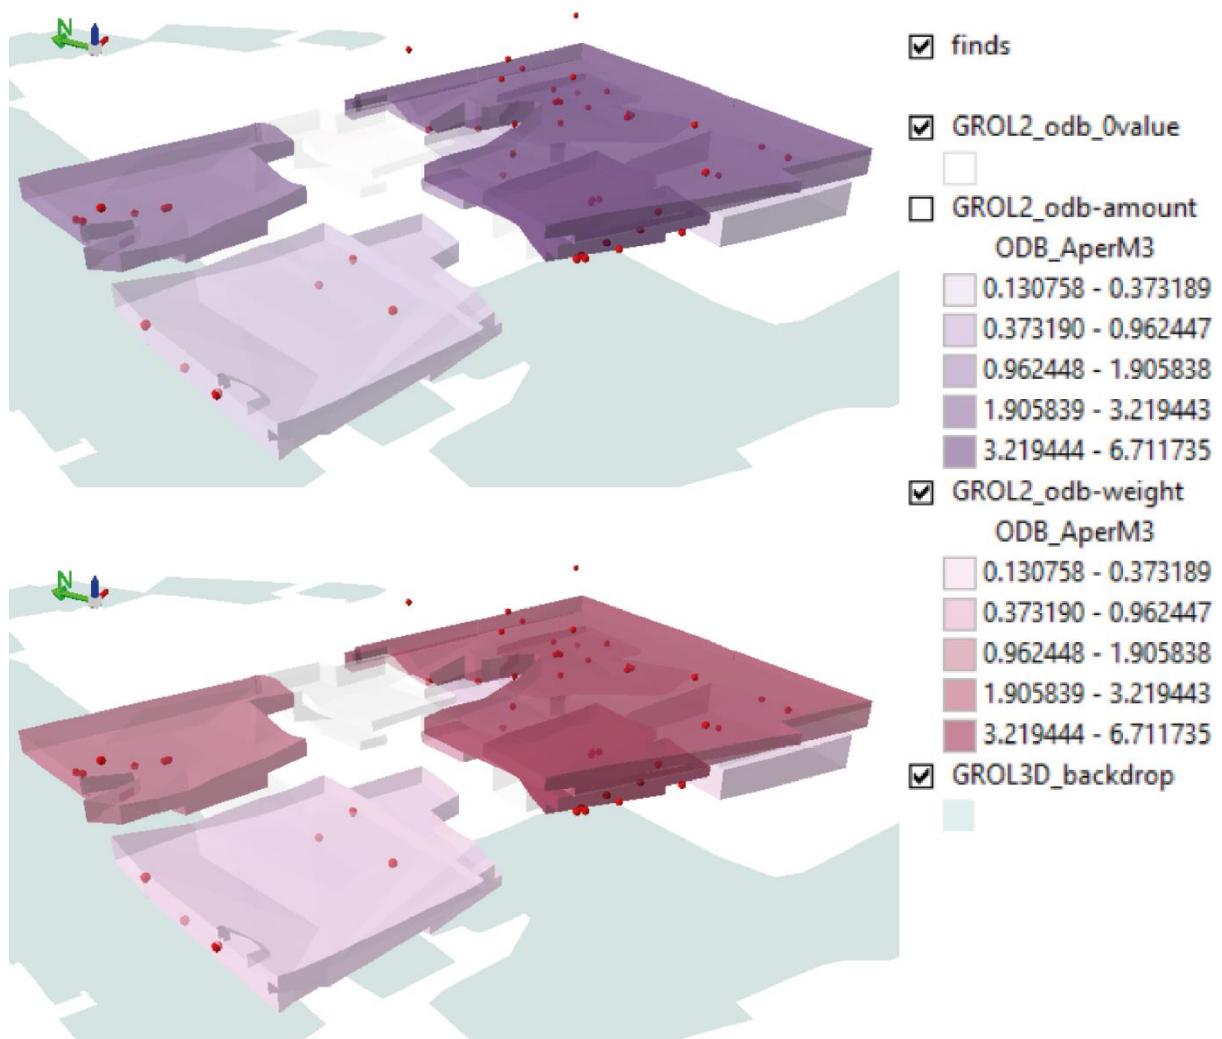 N
finds
GROL2_odb_0value
GROL2_odb-amount
ODB_AperM3
0.130758 - 0.373189
0.373190 - 0.962447
0.962448 - 1.905838
1.905839 - 3.219443
3.219444 - 6.711735
GROL2_odb-weight
ODB_AperM3
0.130758 - 0.373189
0.373190 - 0.962447
0.962448 - 1.905838
1.905839 - 3.219443
3.219444 - 6.711735
GROL3D_backdrop
N